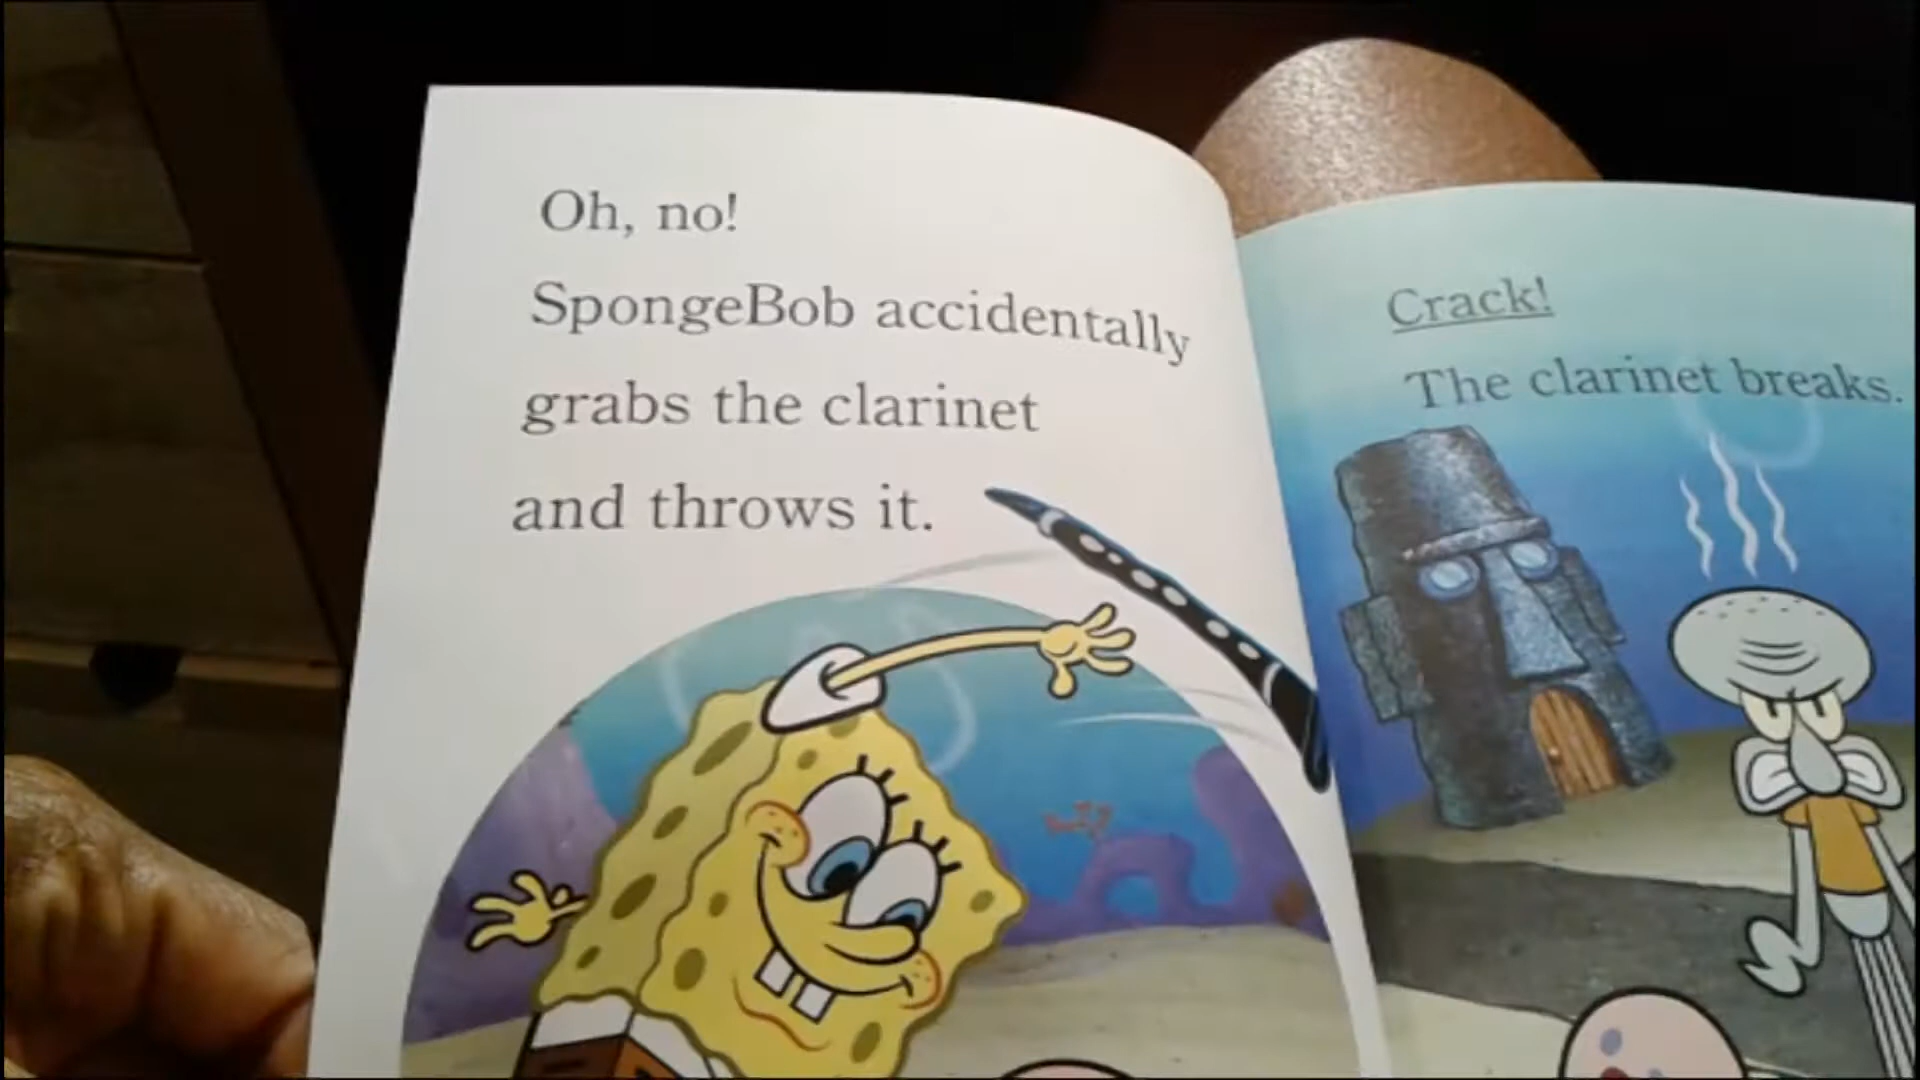 Oh, no!
SpongeBob accidentally
grabs the clarinet
and throws it.
Crack!
The clarinet breaks.